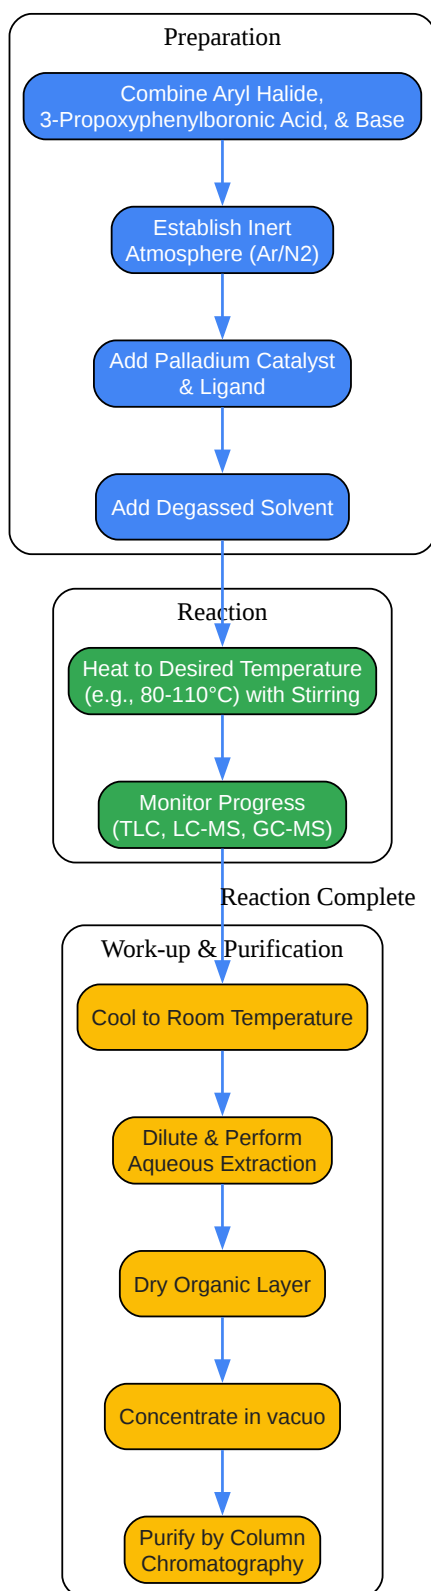 Preparation
Combine Aryl Halide,
3-Propoxyphenylboronic Acid, & Base
Establish Inert
Atmosphere (Ar/N2)
Add Palladium Catalyst
& Ligand
Add Degassed Solvent
Reaction
Heat to Desired Temperature
(e.g., 80-110°C) with Stirring
Monitor Progress
(TLC, LC-MS, GC-MS)
Reaction Complete
Work-up & Purification
Cool to Room Temperature
Dilute & Perform
Aqueous Extraction
Dry Organic Layer
Concentrate in vacuo
Purify by Column
Chromatography